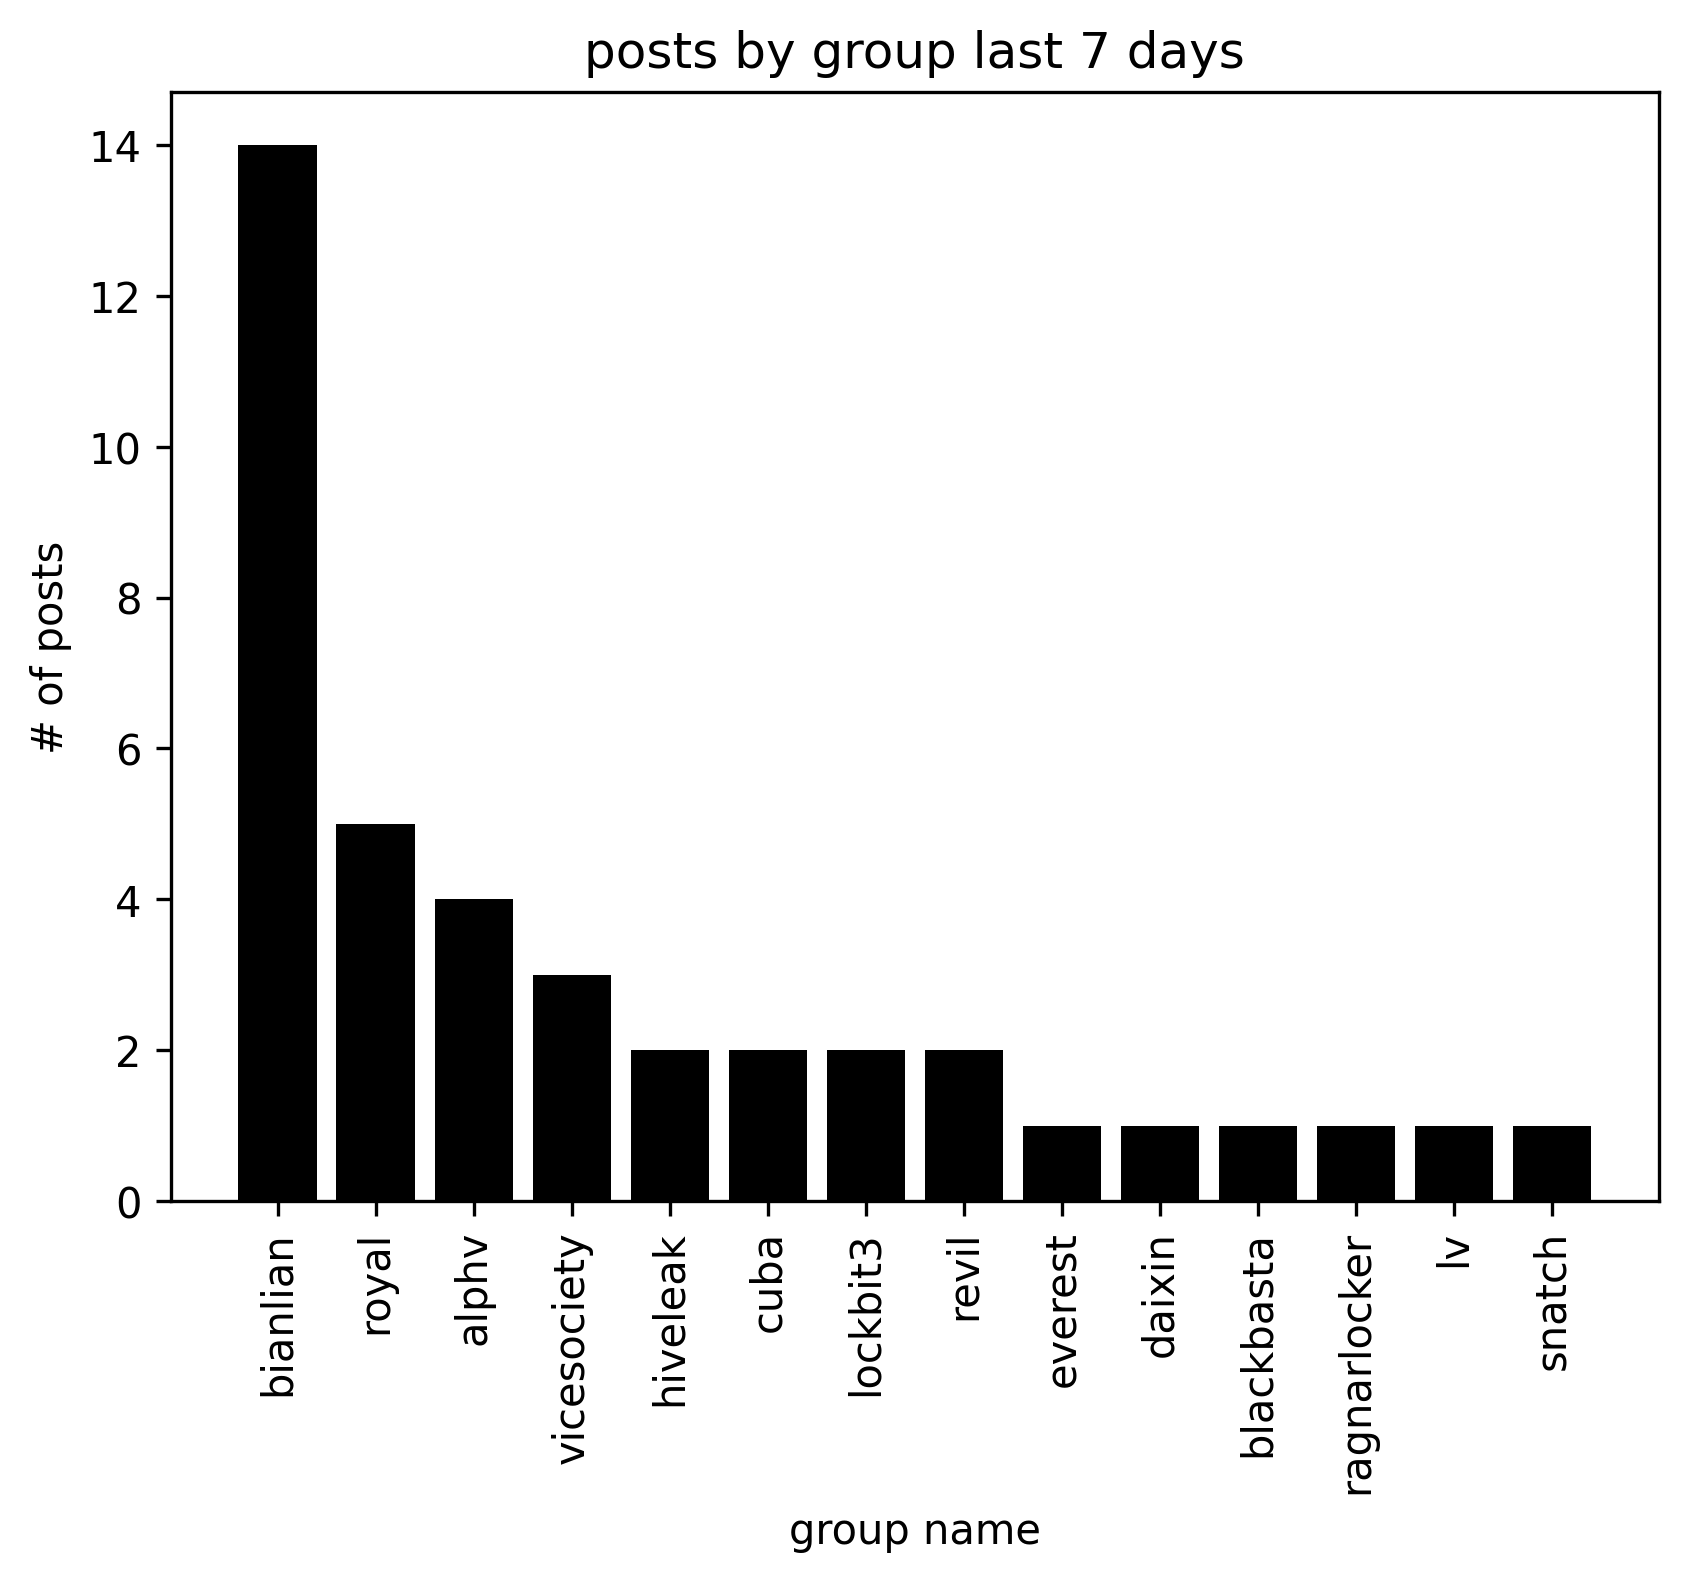 posts by group last 7 days
14
12
10
8
6
4
2
0
# of posts
bianlian
royal
alphv
vicesociety
hiveleak
cuba
lockbit3
revil
everest
daixin
blackbasta
ragnarlocker
lv
snatch
group name